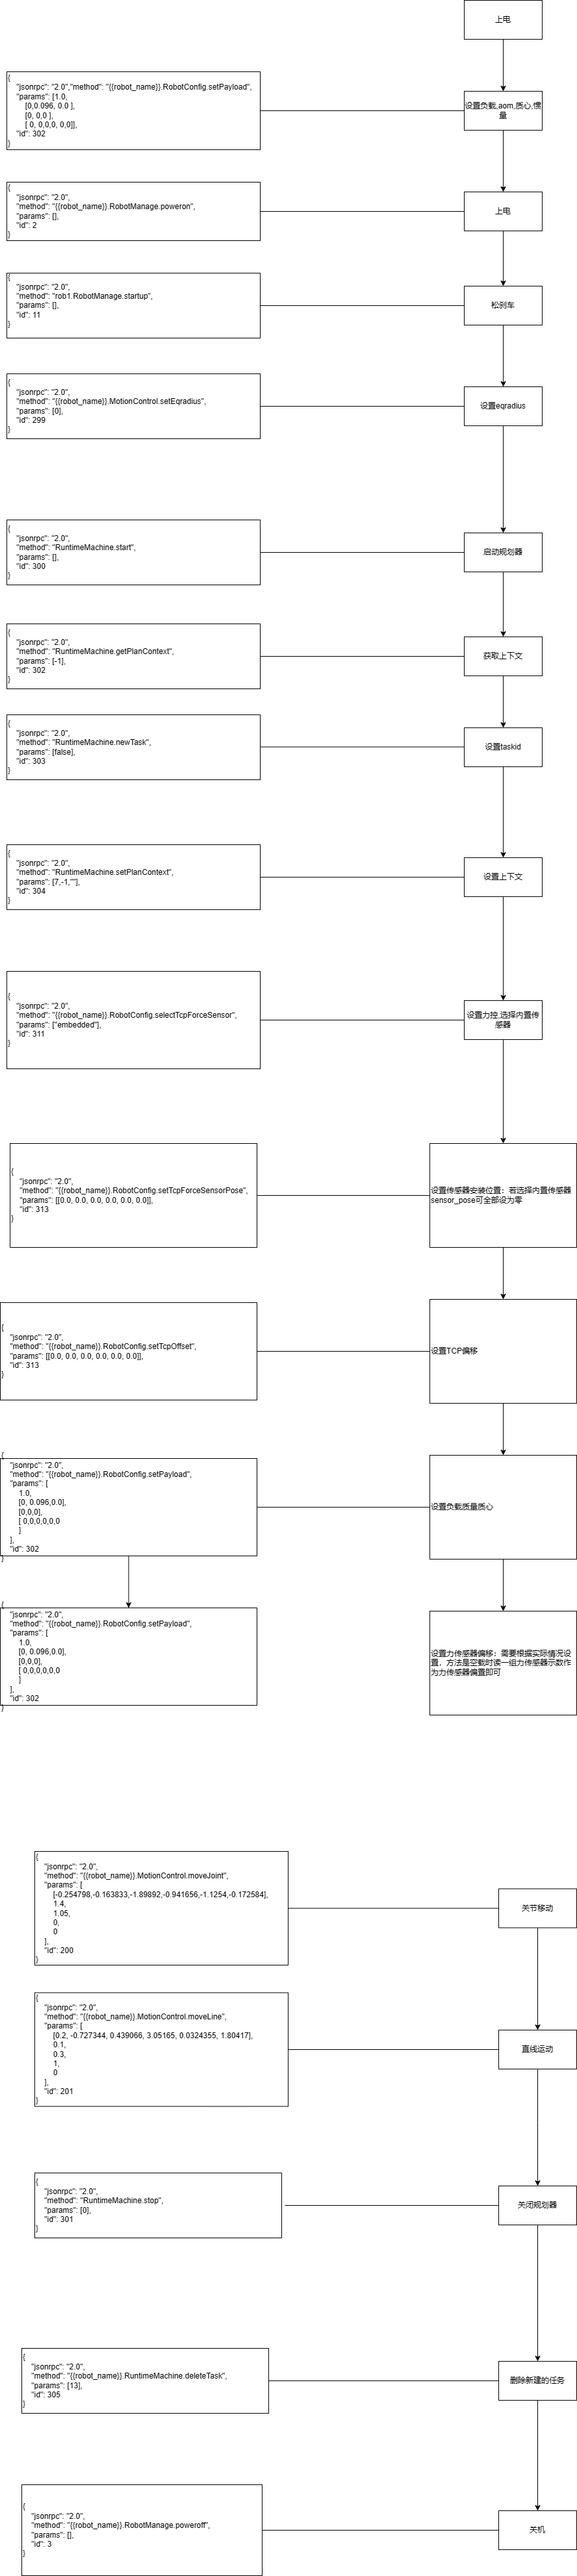 上电
{
"jsonrpc": "2.0","method": "{{robot_name}}.RobotConfig.setPayload",
"params": [1.0,
[0,0.096, 0.0 ],
[0, 0,0 ],
[ 0, 0,0,0, 0,0]],
"id": 302
}
设置负载,aom,质心,惯
量
{
"jsonrpc": "2.0",
"method": "{{robot_name}}.RobotManage.poweron",
"params": [],
"id": 2
}
上电
{
"jsonrpc": "2.0",
"method": "rob1.RobotManage.startup",
"params": [],
"id": 11
}
松刹车
{
"jsonrpc": "2.0",
"method": "{{robot_name}}.MotionControl.setEqradius",
"params": [0],
"id": 299
}
设置eqradius
{
"jsonrpc": "2.0",
"method": "RuntimeMachine.start",
"params": [],
"id": 300
}
启动规划器
{
"jsonrpc": "2.0",
"method": "RuntimeMachine.getPlanContext",
"params": [-1],
"id": 302
}
获取上下文
{
"jsonrpc": "2.0",
"method": "RuntimeMachine.newTask",
"params": [false],
"id": 303
}
设置taskid
{
"jsonrpc": "2.0",
"method": "RuntimeMachine.setPlanContext",
"params": [7,-1,""],
"id": 304
}
设置上下文
{
"jsonrpc": "2.0",
"method": "{{robot_name}}.RobotConfig.selectTcpForceSensor",
"params": ["embedded"],
"id": 311
}
设置力控,选择内置传
感器
{
"jsonrpc": "2.0",
"method": "{{robot_name}}.RobotConfig.setTcpForceSensorPose",
"params": [[0.0, 0.0, 0.0, 0.0, 0.0, 0.0]],
"id": 313
}
设置传感器安装位置：若选择内置传感器
sensor_pose可全部设为零
{
"jsonrpc": "2.0",
"method": "{{robot_name}}.RobotConfig.setTcpOffset",
"params": [[0.0, 0.0, 0.0, 0.0, 0.0, 0.0]],
"id": 313
}
设置TCP偏移
{
"jsonrpc": "2.0",
"method": "{{robot_name}}.RobotConfig.setPayload",
"params": [
1.0,
[0, 0.096,0.0],
[0,0,0],
[ 0,0,0,0,0,0
]
],
"id": 302
}
设置负载质量质心
{
"jsonrpc": "2.0",
"method": "{{robot_name}}.RobotConfig.setPayload",
"params": [
1.0,
[0, 0.096,0.0],
[0,0,0],
[ 0,0,0,0,0,0
]
],
"id": 302
}
设置力传感器偏移：需要根据实际情况设
置，方法是空载时读一组力传感器示数作
为力传感器偏置即可
{
"jsonrpc": "2.0",
"method": "{{robot_name}}.MotionControl.moveJoint",
"params": [
[-0.254798,-0.163833,-1.89892,-0.941656,-1.1254,-0.172584],
1.4,
1.05,
0,
0
],
"id": 200
}
关节移动
{
"jsonrpc": "2.0",
"method": "{{robot_name}}.MotionControl.moveLine",
"params": [
[0.2, -0.727344, 0.439066, 3.05165, 0.0324355, 1.80417],
0.1,
0.3,
1,
0
],
"id": 201
}
直线运动
{
"jsonrpc": "2.0",
"method": "RuntimeMachine.stop",
"params": [0],
"id": 301
}
关闭规划器
{
"jsonrpc": "2.0",
"method": "{{robot_name}}.RuntimeMachine.deleteTask",
"params": [13],
"id": 305
}
删除新建的任务
{
"jsonrpc": "2.0",
"method": "{{robot_name}}.RobotManage.poweroff",
"params": [],
"id": 3
}
关机